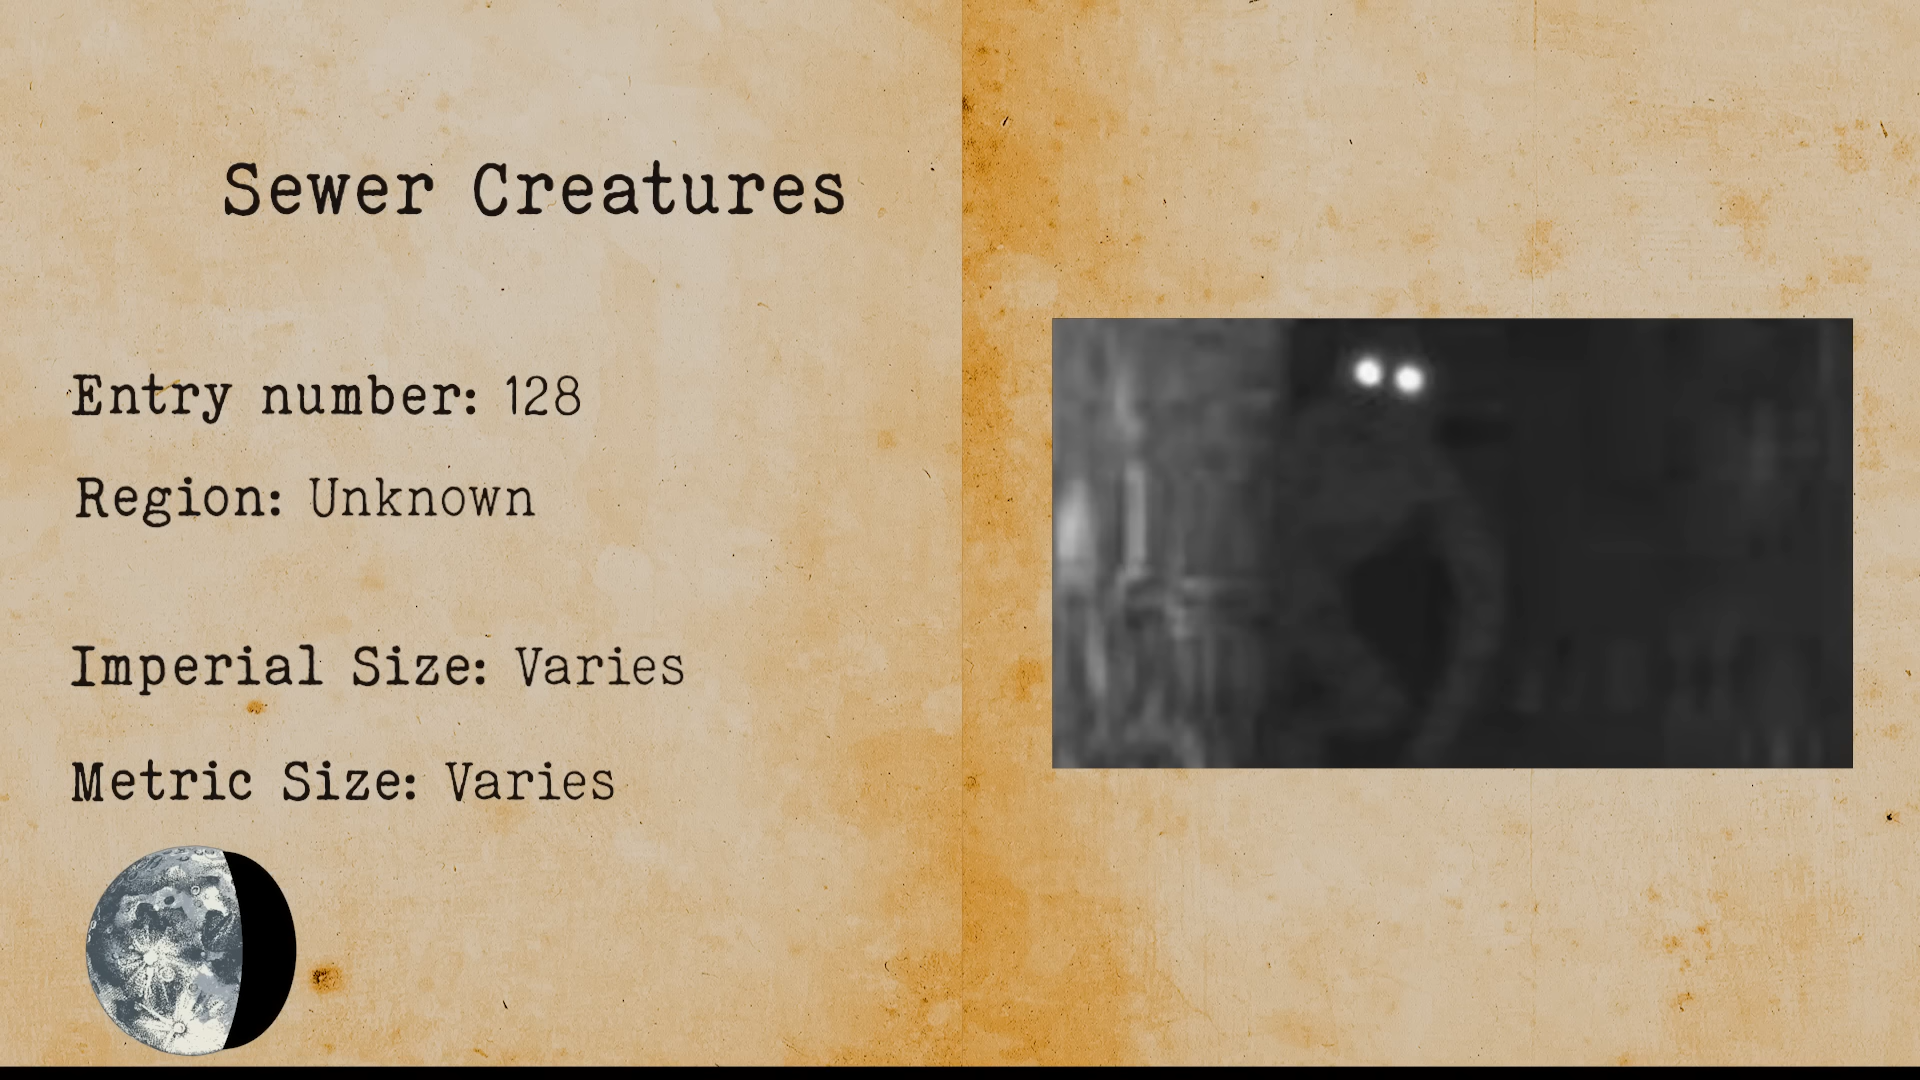 Sewer Creatures
Entry number: 128
Region: Unknown
Imperial Size: Varies
Metric Size: Varies